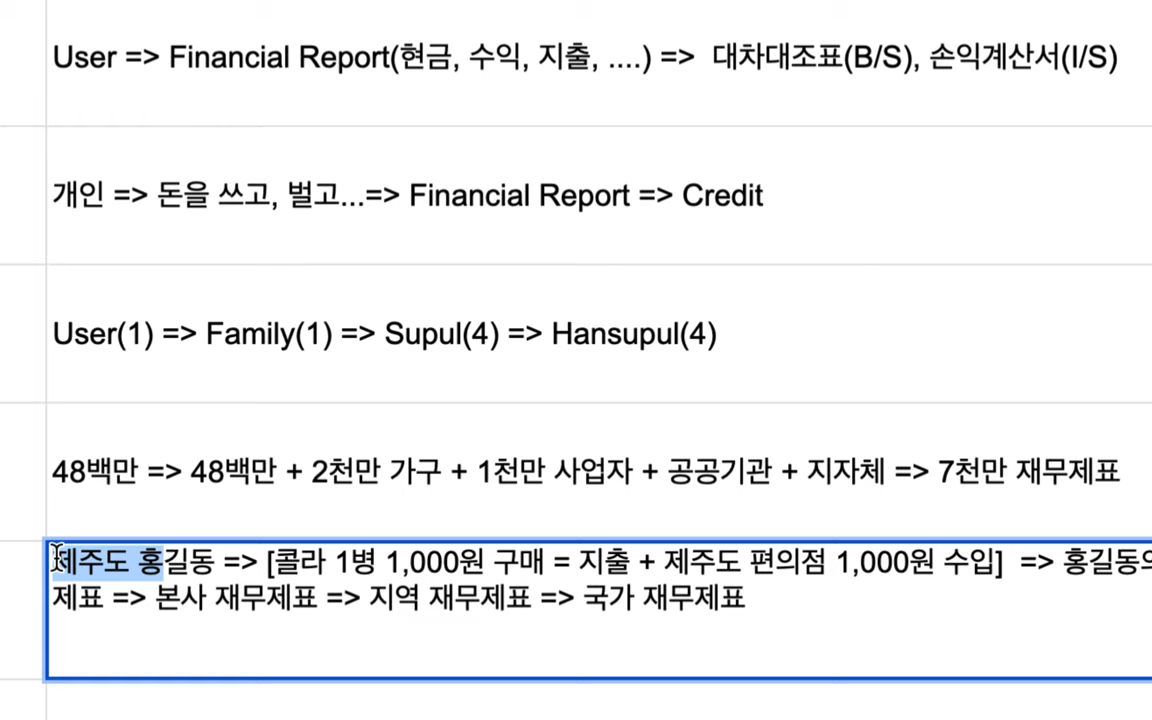 User => Financial Report(현금, 수익, 지출, ....) => 대차대조표(B/S), 손익계산서(I/S)
개인 => 돈을 쓰고, 벌고...=> Financial Report => Credit
User(1) => Family(1) => Supul(4) => Hansupul(4)
48백만 => 48백만 + 2천만 가구 + 1천만 사업자 + 공공기관 + 지자체 => 7천만 재무제표
제주도 홍길동 => [콜라 1병 1,000원 구매 = 지출 + 제주도 편의점 1,000원 수입] => 홍길동의
제표 => 본사 재무제표 => 지역 재무제표 => 국가 재무제표